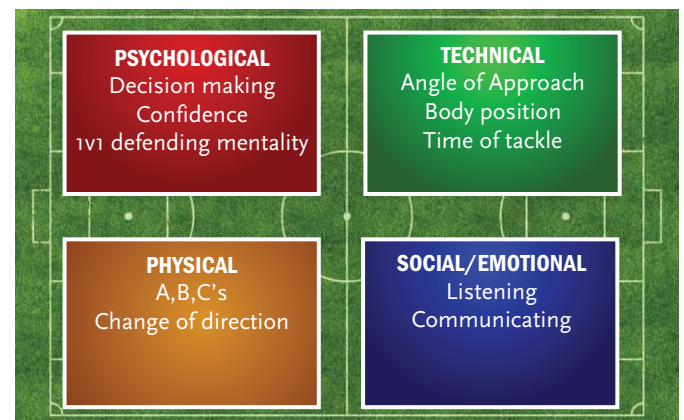 PSYCHOLOGICAL
Decision making
Confidence
1v1 defending mentality
TECHNICAL
Angle of Approach
Body position
Time of tackle
PHYSICAL
A,B,C's
Change of direction
SOCIAL/EMOTIONAL
Listening
Communicating